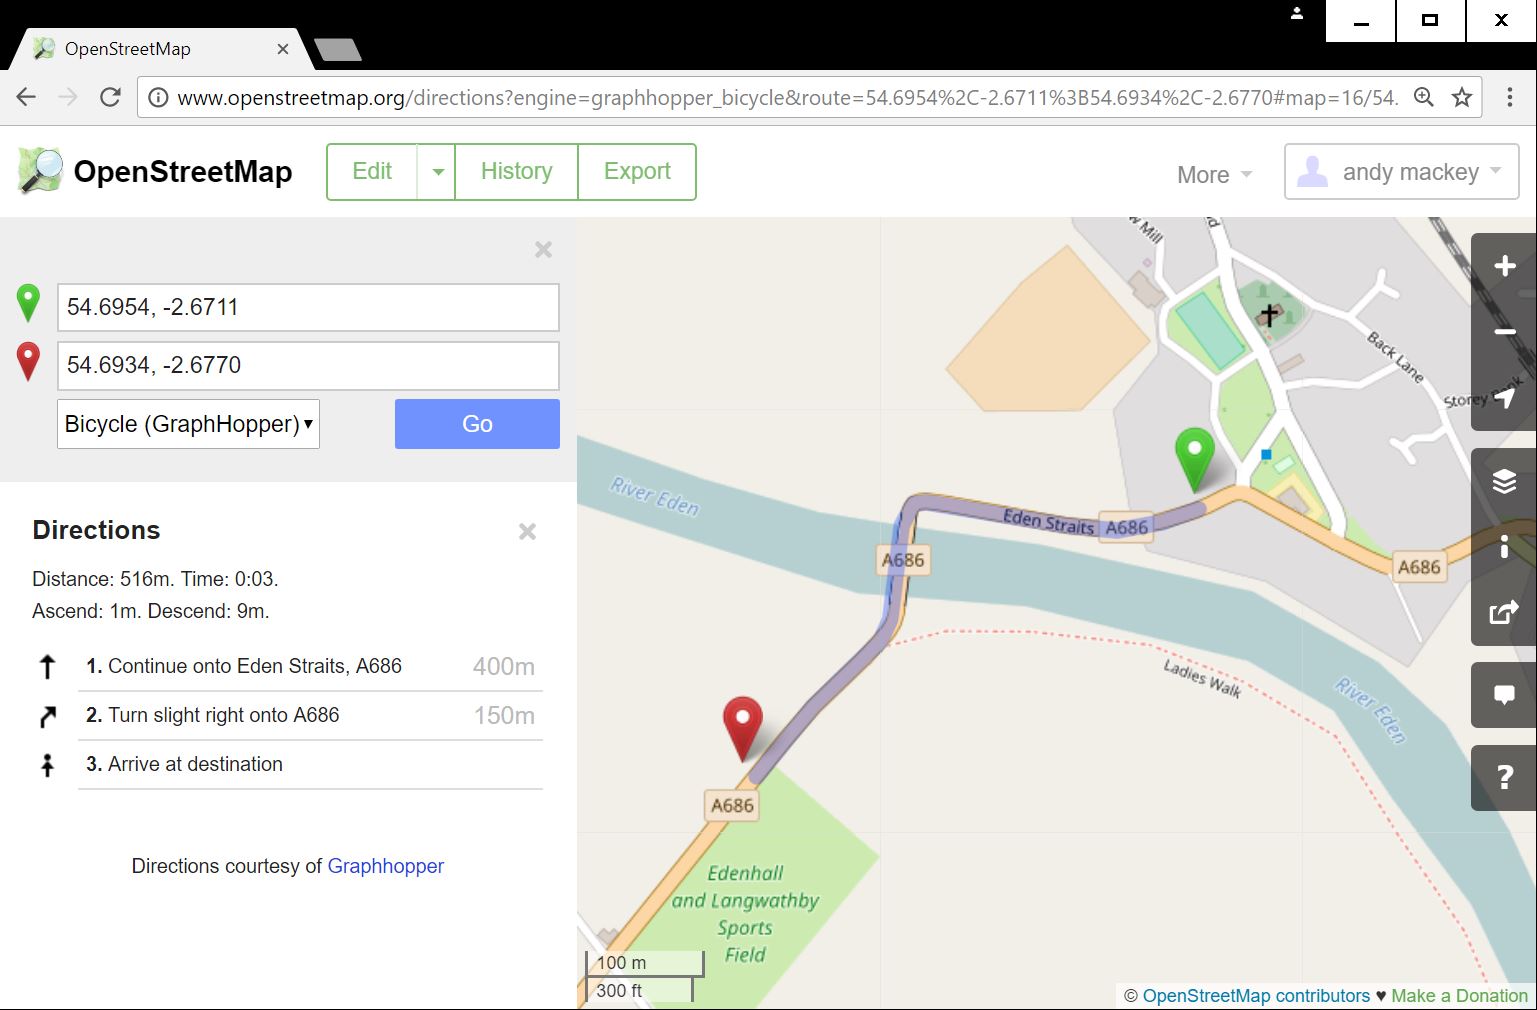 OpenStreetMap
www.openstreetmap.org/directions?engine=graphhopper_bicycle&route=54.6954%2C-2.6711%3B54.6934%2C-2.6770#map=16/54.
OpenStreetMap
Edit
History
Export
More
andy mackey
54.6954, -2.6711
54.6934, -2.6770
Bicycle (GraphHopper)
Go
Directions
Distance: 516m. Time: 0:03.
Ascend: 1m. Descend: 9m.
1. Continue onto Eden Straits, A686 400m
2. Turn slight right onto A686 150m
3. Arrive at destination
Directions courtesy of Graphhopper
w Mill
Back Lane
River Eden
Eden Straits
A686
A686
A686
Ladies Walk
River Eden
A686
Edenhall
and Langwathby
Sports
Field
100 m
300 ft
© OpenStreetMap contributors ♥ Make a Donation